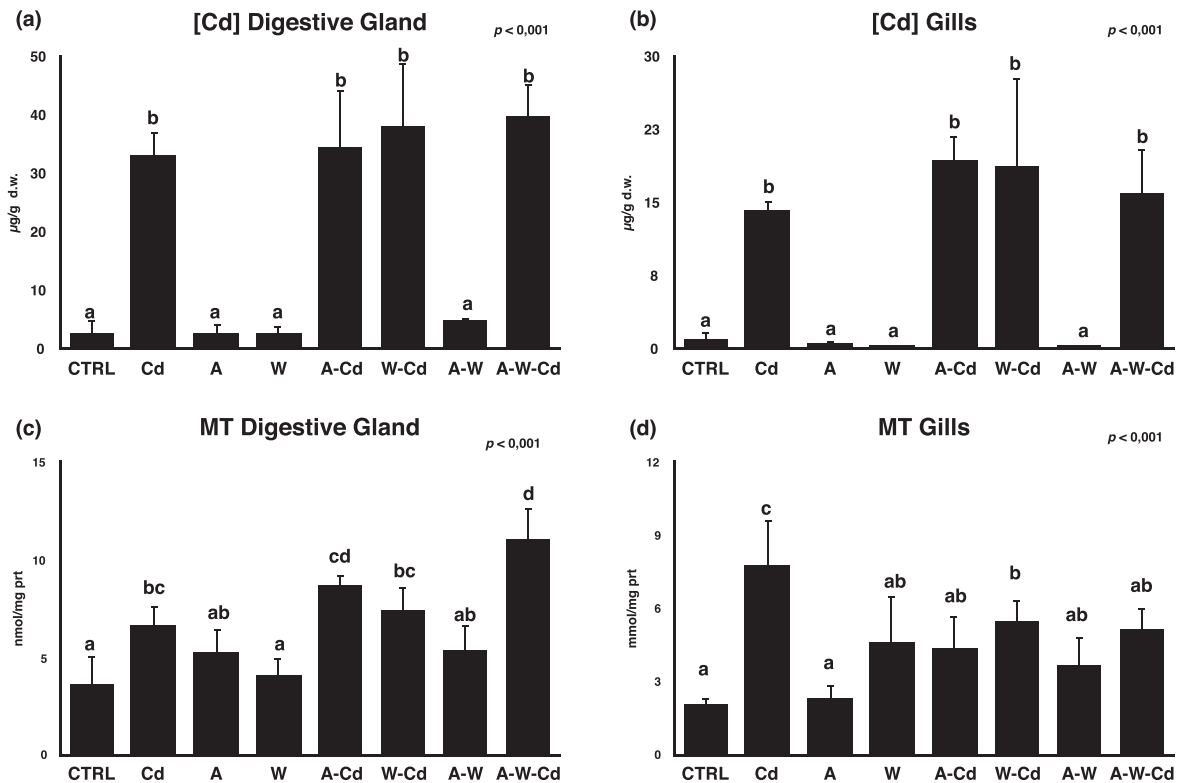 (a)
[Cd] Digestive Gland
p < 0,001
50
40
30
20
10
0
µg/g d.w.
a
b
a
a
b
b
a
b
CTRL Cd A W A-Cd W-Cd A-W A-W-Cd
(b)
[Cd] Gills
p < 0,001
30
23
15
8
0
µg/g d.w.
a
b
a
a
b
b
a
b
CTRL Cd A W A-Cd W-Cd A-W A-W-Cd
(c)
MT Digestive Gland
p < 0,001
15
10
5
0
nmol/mg prt
a
bc
ab
a
cd
bc
ab
d
CTRL Cd A W A-Cd W-Cd A-W A-W-Cd
(d)
MT Gills
p < 0,001
12
9
6
3
0
mmol/mg prt
a
c
a
ab
ab
b
ab
ab
CTRL Cd A W A-Cd W-Cd A-W A-W-Cd